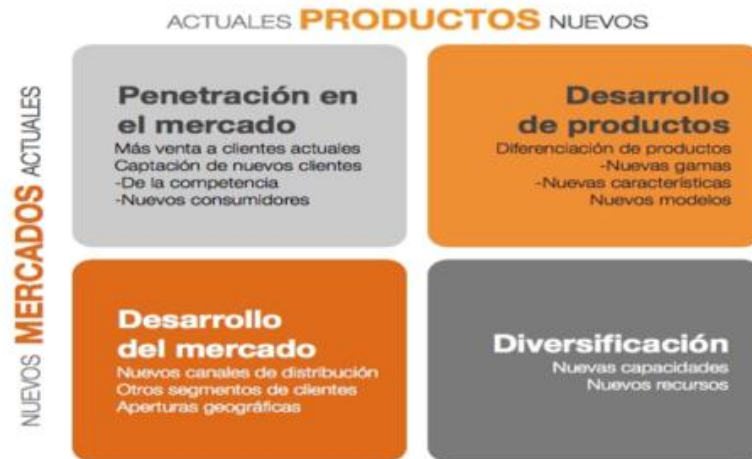 ACTUALES PRODUCTOS NUEVOS
NUEVOS MERCADOS ACTUALES
Penetración en
el mercado
Más venta a clientes actuales
Captación de nuevos clientes
-De la competencia
-Nuevos consumidores
Desarrollo
de productos
Diferenciación de productos
-Nuevas gamas
-Nuevas características
Nuevos modelos
Desarrollo
del mercado
Nuevos canales de distribución
Otros segmentos de clientes
Aperturas geográficas
Diversificación
Nuevas capacidades
Nuevos recursos